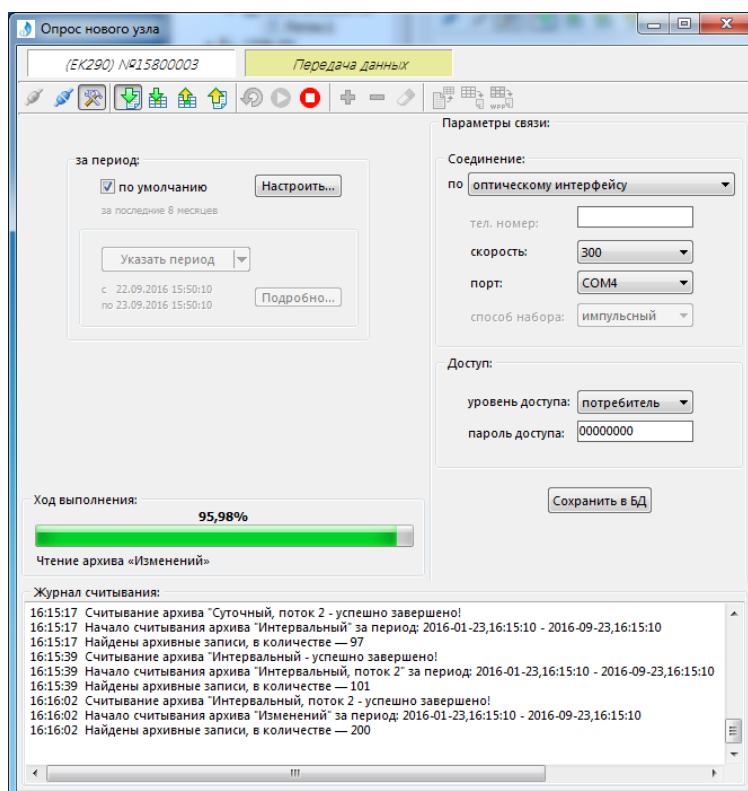 Опрос нового узла
(EK290) №15800003
Передача данных
WPP
за период:
по умолчанию
Настроить...
за последние 8 месяцев
Указать период
с 22.09.2016 15:50:10
по 23.09.2016 15:50:10
Подробно...
Параметры связи:
Соединение:
по оптическому интерфейсу
тел. номер:
скорость: 300
порт: COM4
способ набора: импульсный
Доступ:
уровень доступа: потребитель
пароль доступа: 00000000
Сохранить в БД
Ход выполнения:
95,98%
Чтение архива «Изменений»
Журнал считывания:
16:15:17 Считывание архива "Суточный, поток 2 - успешно завершено!
16:15:17 Начало считывания архива "Интервальный" за период: 2016-01-23,16:15:10 - 2016-09-23,16:15:10
16:15:17 Найдены архивные записи, в количестве — 97
16:15:39 Считывание архива "Интервальный - успешно завершено!
16:15:39 Начало считывания архива "Интервальный, поток 2" за период: 2016-01-23,16:15:10 - 2016-09-23,16:15:10
16:15:39 Найдены архивные записи, в количестве — 101
16:16:02 Считывание архива "Интервальный, поток 2 - успешно завершено!
16:16:02 Начало считывания архива "Изменений" за период: 2016-01-23,16:15:10 - 2016-09-23,16:15:10
16:16:02 Найдены архивные записи, в количестве — 200